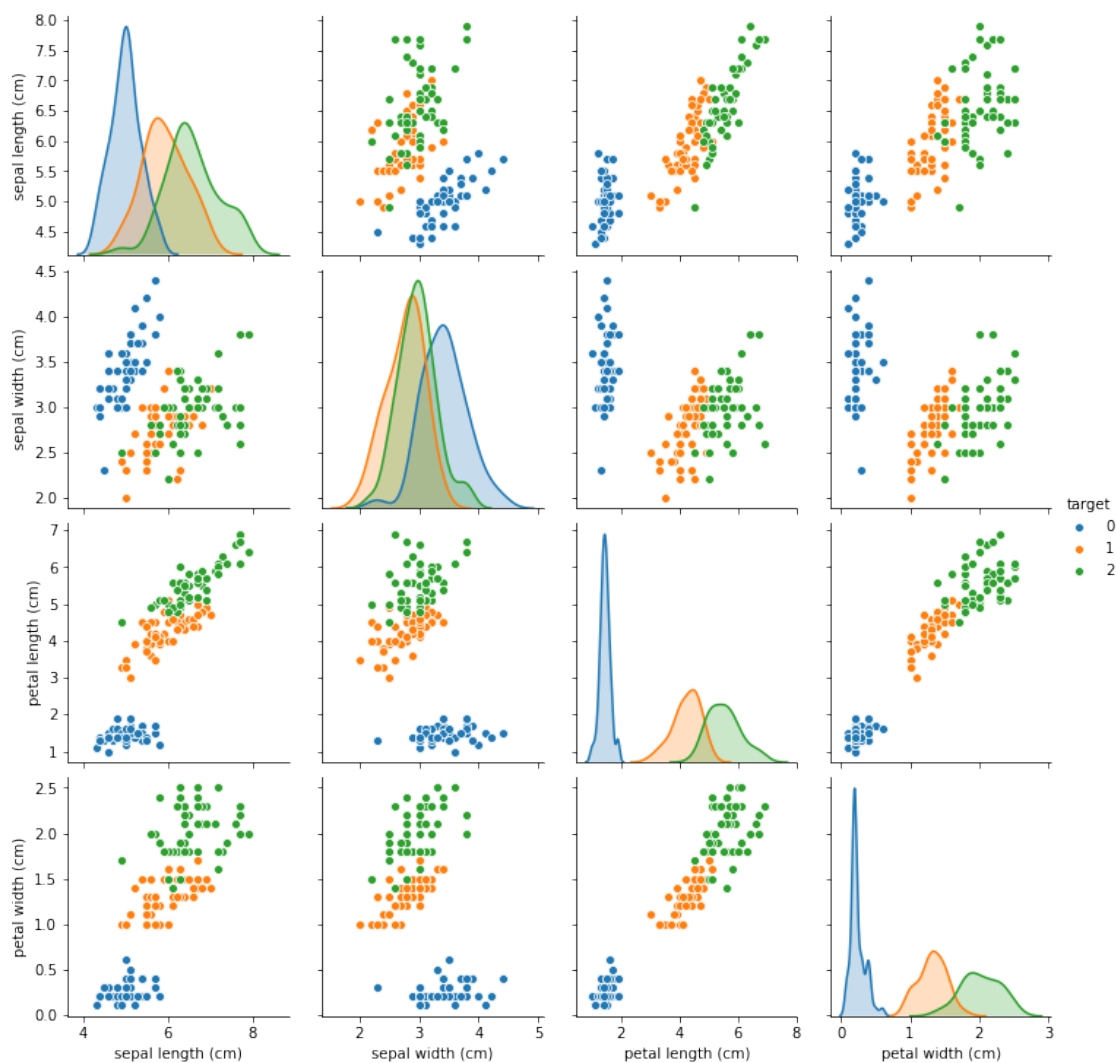 sepal length (cm)
8.0
7.5
7.0
6.5
6.0
5.5
5.0
4.5
sepal width (cm)
4.5
4.0
3.5
3.0
2.5
2.0
petal length (cm)
7
6
5
4
3
2
1
petal width (cm)
2.5
2.0
1.5
1.0
0.5
0.0
4 6 8
sepal length (cm)
2 3 4 5
sepal width (cm)
2 4 6 8
petal length (cm)
0 1 2 3
petal width (cm)
target
0
1
2